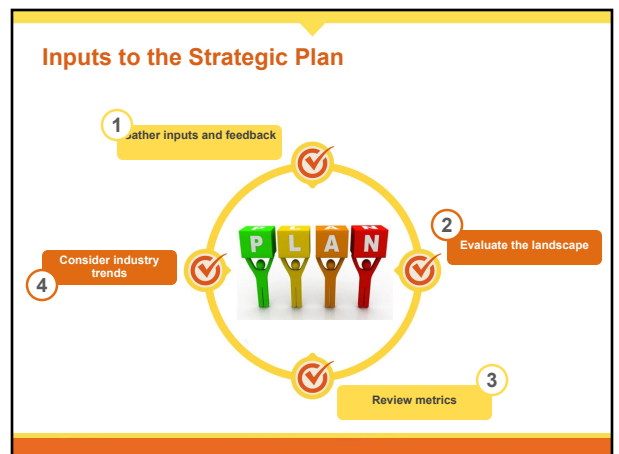 Inputs to the Strategic Plan
1
Gather inputs and feedback
2
Evaluate the landscape
PLAN
Consider industry
trends
4
3
Review metrics